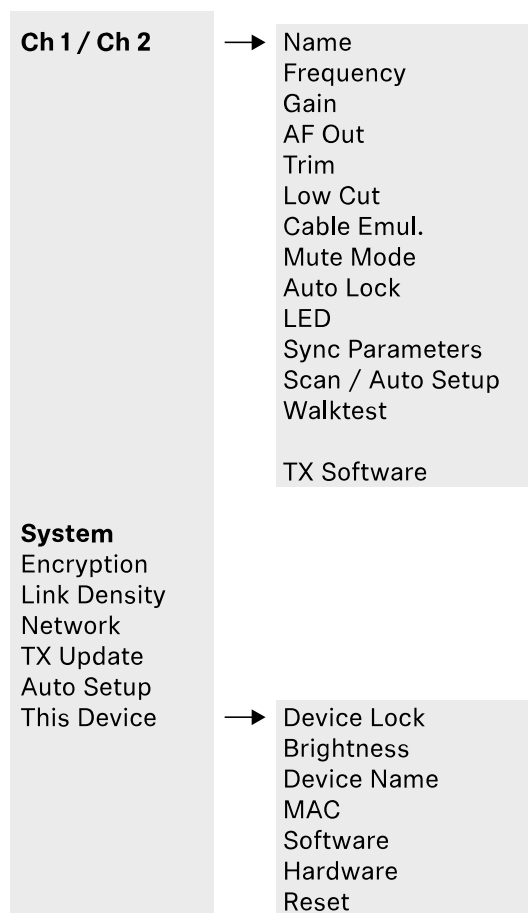 Ch 1 / Ch 2
Name
Frequency
Gain
AF Out
Trim
Low Cut
Cable Emul.
Mute Mode
Auto Lock
LED
Sync Parameters
Scan / Auto Setup
Walktest
TX Software
System
Encryption
Link Density
Network
TX Update
Auto Setup
This Device
Device Lock
Brightness
Device Name
MAC
Software
Hardware
Reset